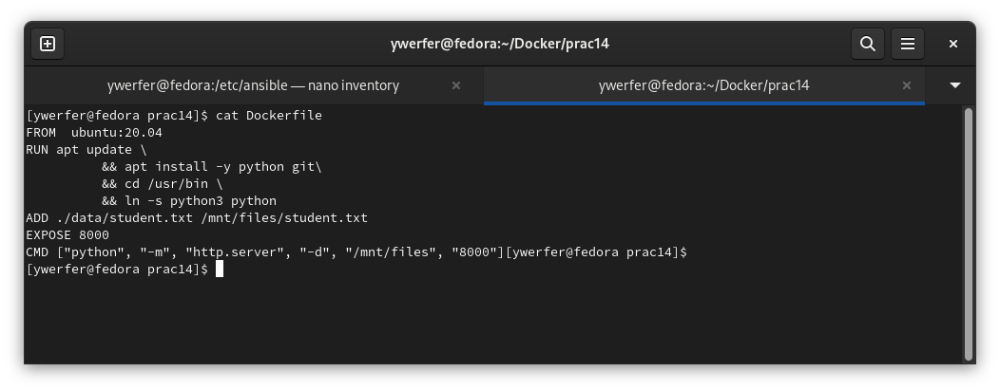 ywerfer@fedora:~/Docker/prac14
ywerfer@fedora:/etc/ansible — nano inventory
ywerfer@fedora:~/Docker/prac14
[ywerfer@fedora prac14]$ cat Dockerfile
FROM  ubuntu:20.04
RUN apt update \
          && apt install -y python git\
          && cd /usr/bin \
          && ln -s python3 python
ADD ./data/student.txt /mnt/files/student.txt
EXPOSE 8000
CMD ["python", "-m", "http.server", "-d", "/mnt/files", "8000"][ywerfer@fedora prac14]$
[ywerfer@fedora prac14]$